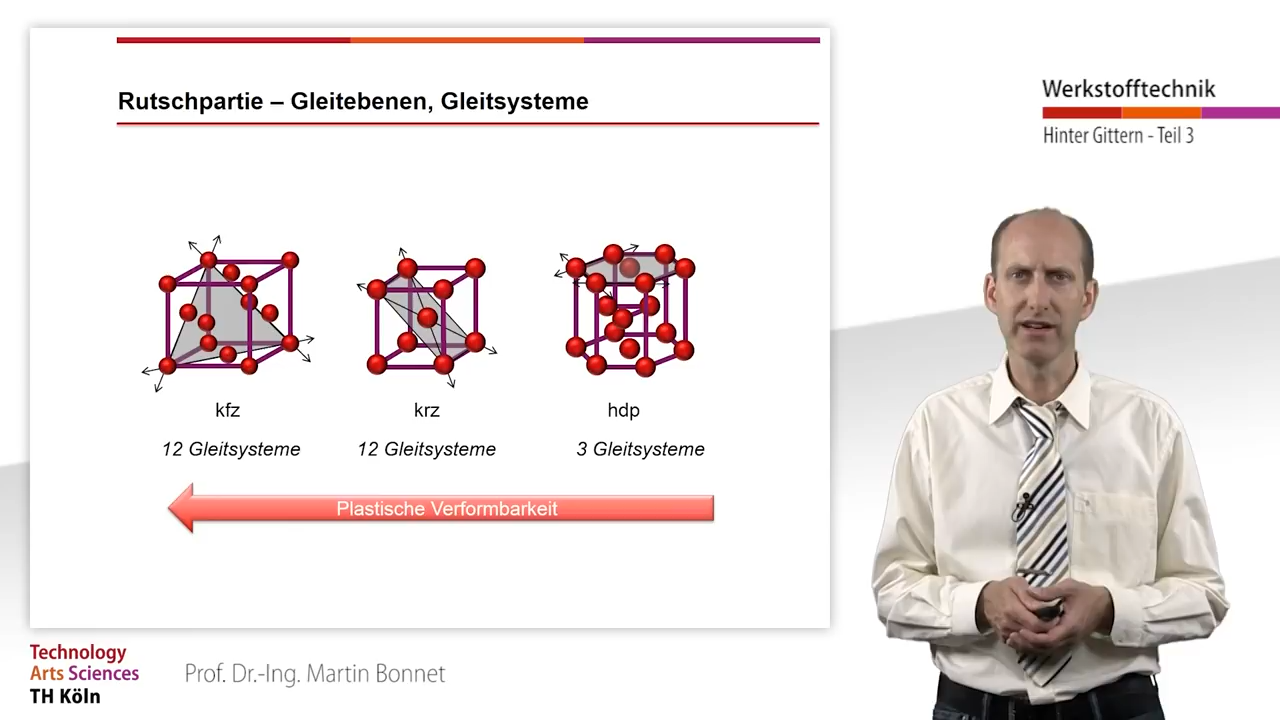 Rutschpartie – Gleitebenen, Gleitsysteme
kfz
krz
hdp
12 Gleitsysteme
12 Gleitsysteme
3 Gleitsysteme
Plastische Verformbarkeit
Werkstofftechnik
Hinter Gittern - Teil 3
Technology
Arts Sciences
TH Köln
Prof. Dr.-Ing. Martin Bonnet